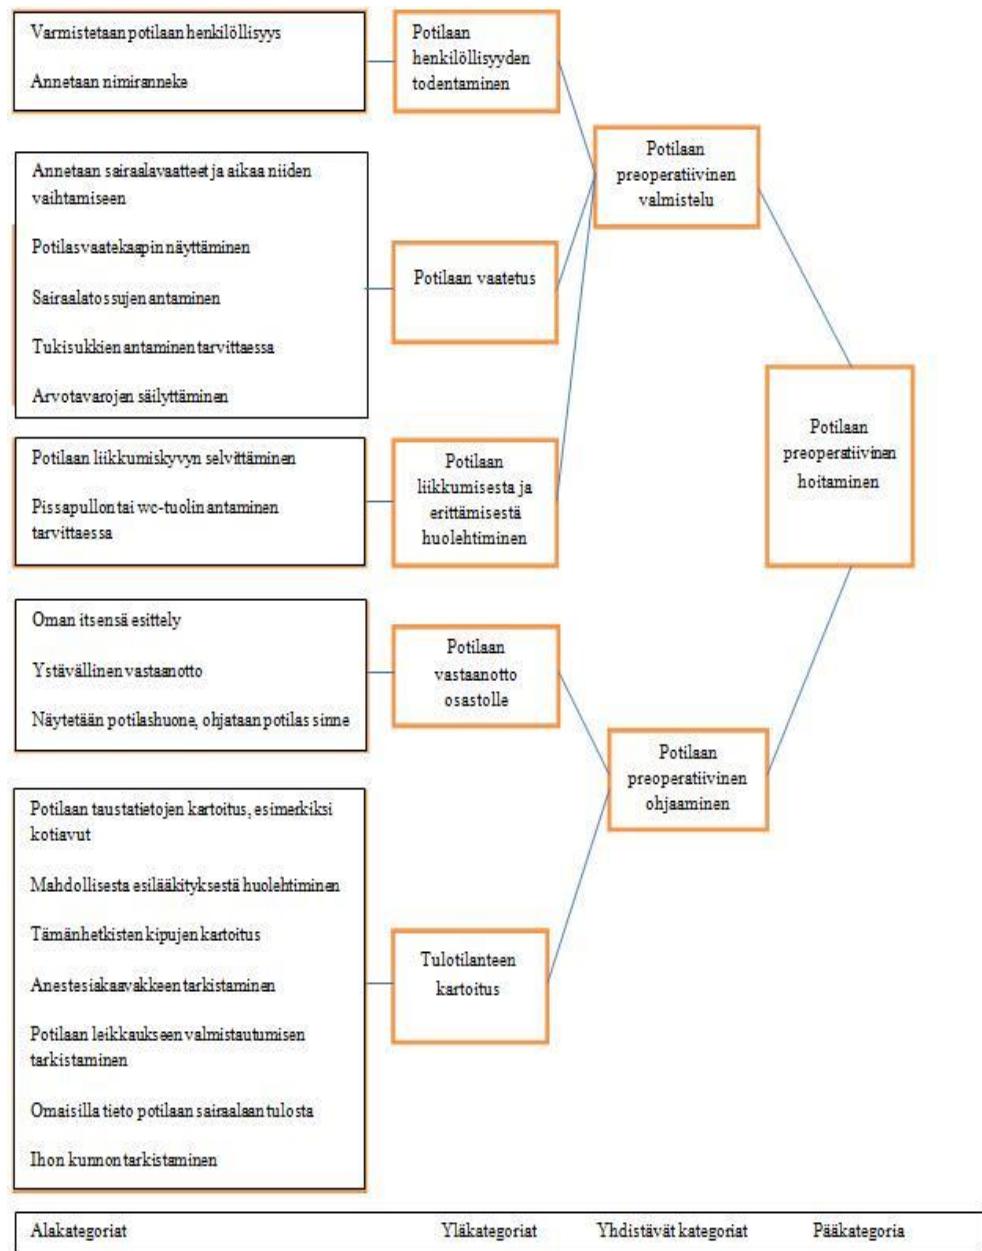 Varmistetaan potilaan henkilöllisyys
Annetaan nimiranneke
Potilaan
henkilöllisyyden
todentaminen
Annetaan sairaalavaatteet ja aikaa niiden
vaihtamiseen
Potilasvaatekaapin näyttäminen
Sairaalatossujen antaminen
Tukisukkien antaminen tarvittaessa
Arvotavarojen säilyttäminen
Potilaan vaatetus
Potilaan
preoperatiivinen
valmistelu
Potilaan liikkumiskyvyn selvittäminen
Pissapullon tai wc-tuolin antaminen
tarvittaessa
Potilaan
liikkumisesta ja
erittämisestä
huolehtiminen
Potilaan
preoperatiivinen
hoitaminen
Oman itsensä esittely
Ystävällinen vastaanotto
Näytetään potilashuone, ohjataan potilas sinne
Potilaan
vastaanotto
osastolle
Potilaan
preoperatiivinen
ohjaaminen
Potilaan taustatietojen kartoitus, esimerkiksi
kotiavut
Mahdollisesta esilääkityksestä huolehtiminen
Tämänhetkisten kipujen kartoitus
Anestesiakaavakkeen tarkistaminen
Potilaan leikkaukseen valmistautumisen
tarkistaminen
Omaisilla tieto potilaan sairaalaan tulosta
Ihon kunnon tarkistaminen
Tulotilanteen
kartoitus
Alakategoriat Yläkategoriat Yhdistävät kategoriat Pääkategoria